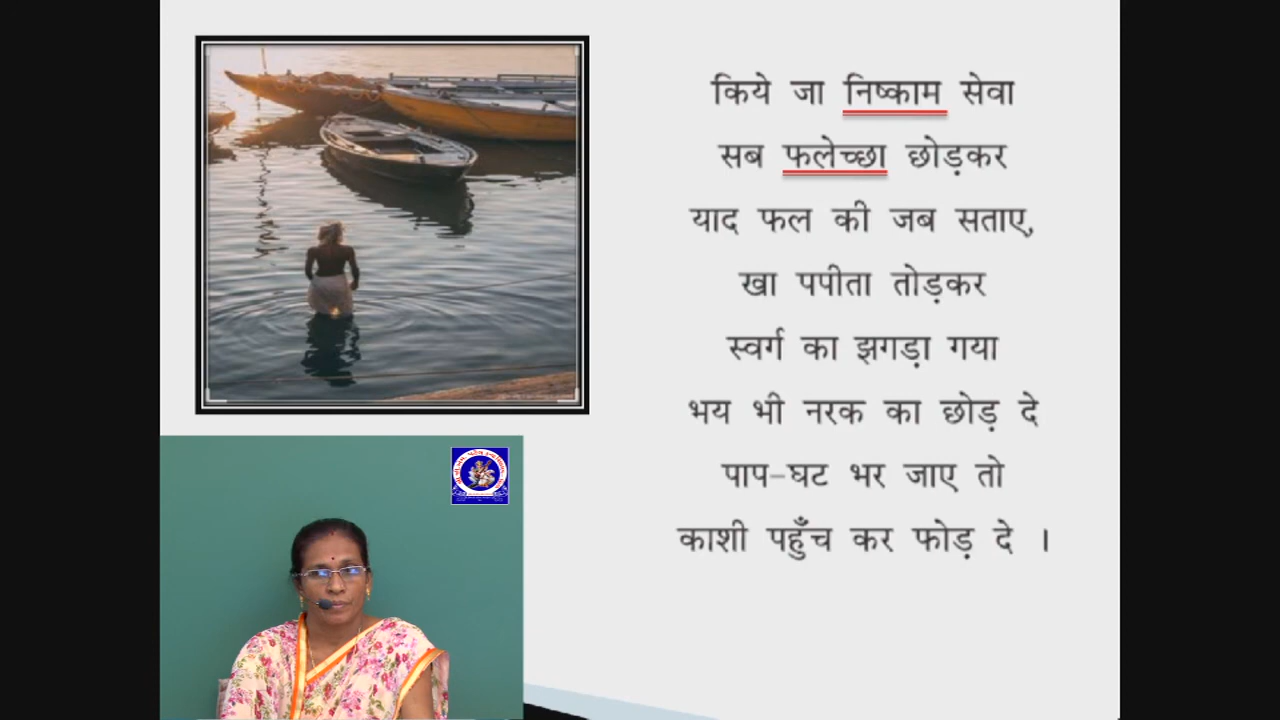 किये जा निष्काम सेवा
सब फलेच्छा छोड़कर
याद फल की जब सताए,
खा पपीता तोड़कर
स्वर्ग का झगड़ा गया
भय भी नरक का छोड़ दे
पाप-घट भर जाए तो
काशी पहुँच कर फोड़ दे ।